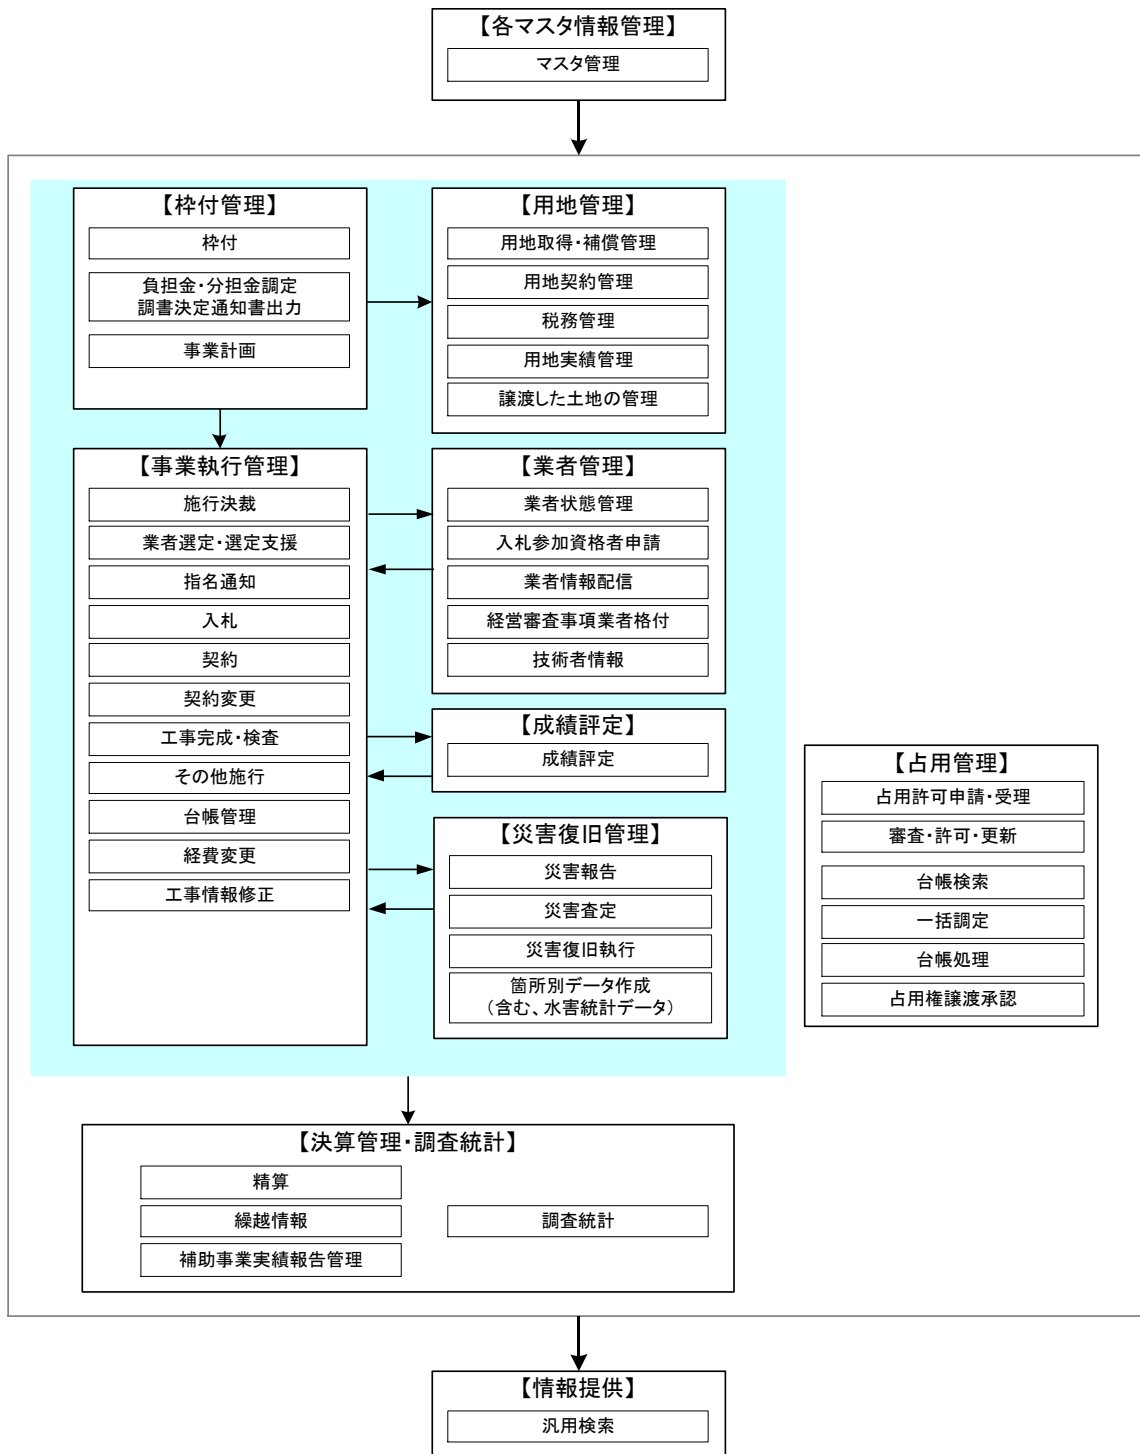 【各マスタ情報管理】
マスタ管理
【枠付管理】
枠付
負担金・分担金調定
調書決定通知書出力
事業計画
【用地管理】
用地取得・補償管理
用地契約管理
税務管理
用地実績管理
譲渡した土地の管理
【事業執行管理】
施行決裁
業者選定・選定支援
指名通知
入札
契約
契約変更
工事完成・検査
その他施行
台帳管理
経費変更
工事情報修正
【業者管理】
業者状態管理
入札参加資格者申請
業者情報配信
経営審査事項業者格付
技術者情報
【成績評定】
成績評定
【災害復旧管理】
災害報告
災害査定
災害復旧執行
箇所別データ作成
（含む、水害統計データ）
【占用管理】
占用許可申請・受理
審査・許可・更新
台帳検索
一括調定
台帳処理
占用権譲渡承認
【決算管理・調査統計】
精算
繰越情報
補助事業実績報告管理
調査統計
【情報提供】
汎用検索